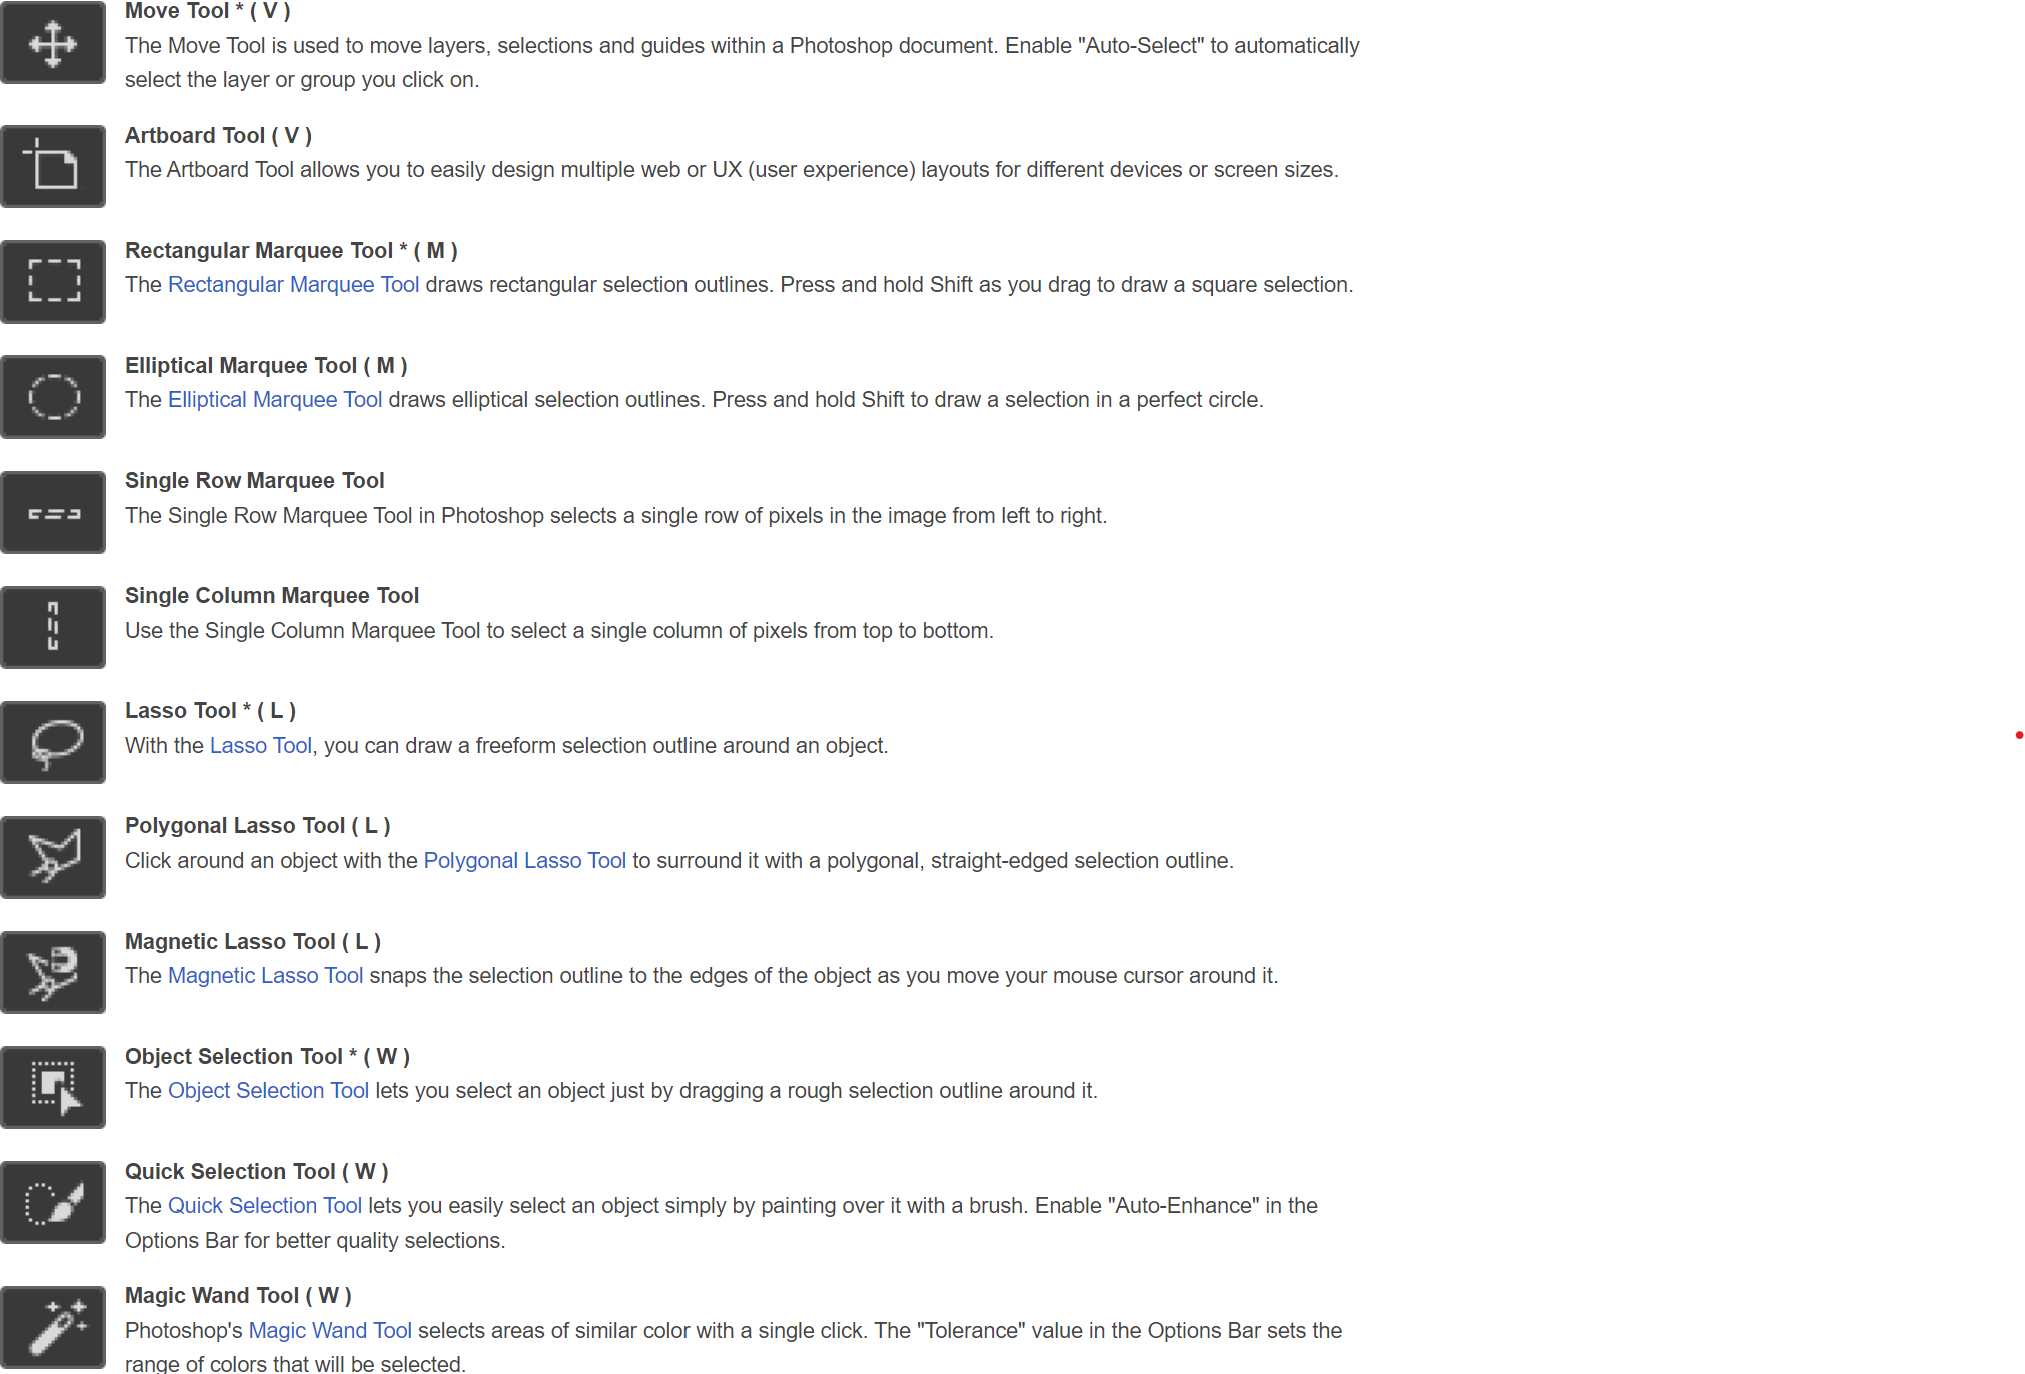 Move Tool * ( V )
The Move Tool is used to move layers, selections and guides within a Photoshop document. Enable "Auto-Select" to automatically
select the layer or group you click on.
Artboard Tool ( V )
The Artboard Tool allows you to easily design multiple web or UX (user experience) layouts for different devices or screen sizes.
Rectangular Marquee Tool * ( M )
The Rectangular Marquee Tool draws rectangular selection outlines. Press and hold Shift as you drag to draw a square selection.
Elliptical Marquee Tool ( M )
The Elliptical Marquee Tool draws elliptical selection outlines. Press and hold Shift to draw a selection in a perfect circle.
Single Row Marquee Tool
The Single Row Marquee Tool in Photoshop selects a single row of pixels in the image from left to right.
Single Column Marquee Tool
Use the Single Column Marquee Tool to select a single column of pixels from top to bottom.
Lasso Tool * ( L )
With the Lasso Tool, you can draw a freeform selection outline around an object.
Polygonal Lasso Tool ( L )
Click around an object with the Polygonal Lasso Tool to surround it with a polygonal, straight-edged selection outline.
Magnetic Lasso Tool ( L )
The Magnetic Lasso Tool snaps the selection outline to the edges of the object as you move your mouse cursor around it.
Object Selection Tool * ( W )
The Object Selection Tool lets you select an object just by dragging a rough selection outline around it.
Quick Selection Tool ( W )
The Quick Selection Tool lets you easily select an object simply by painting over it with a brush. Enable "Auto-Enhance" in the
Options Bar for better quality selections.
Magic Wand Tool ( W )
Photoshop's Magic Wand Tool selects areas of similar color with a single click. The "Tolerance" value in the Options Bar sets the
range of colors that will be selected.